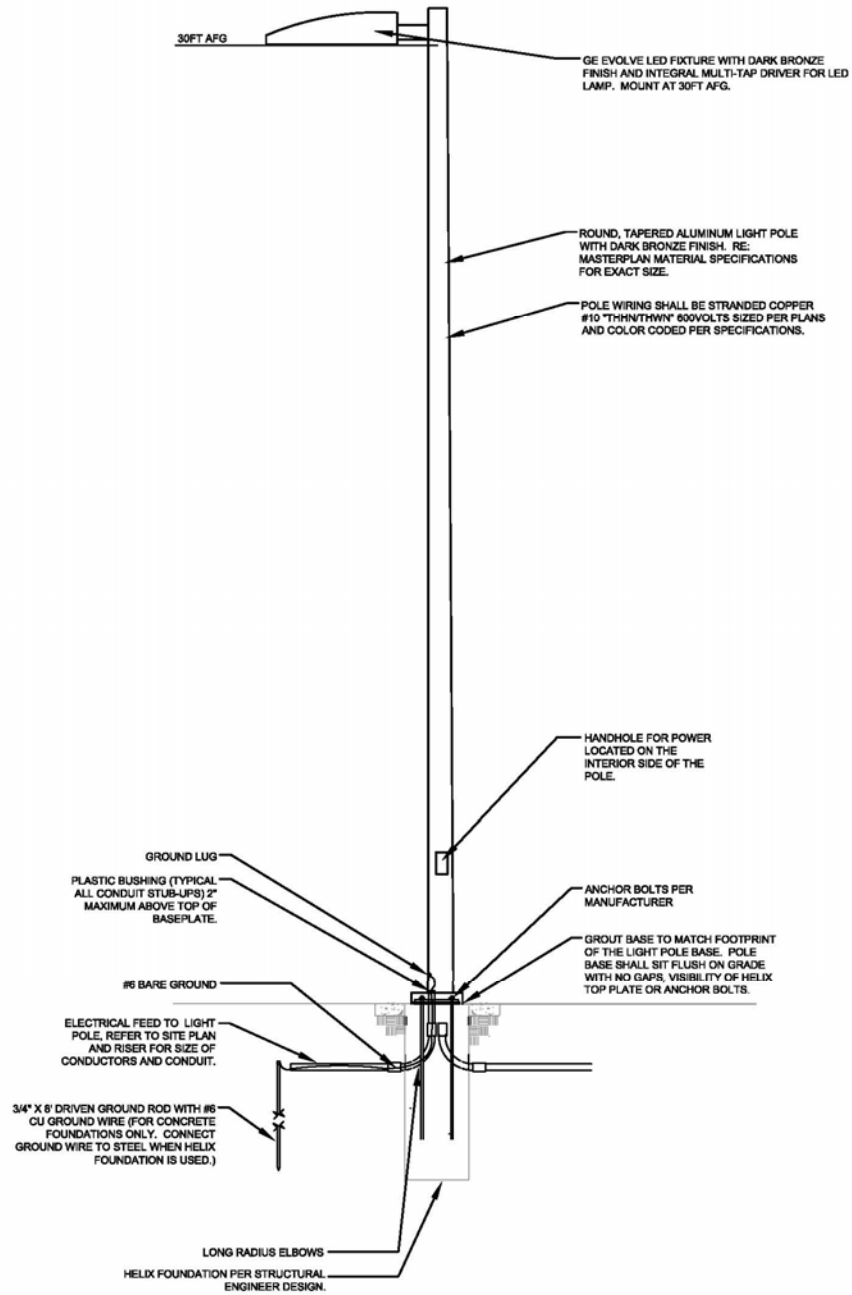 30FT AFG
GE EVOLVE LED FIXTURE WITH DARK BRONZE
FINISH AND INTEGRAL MULTI-TAP DRIVER FOR LED
LAMP. MOUNT AT 30FT AFG.
ROUND, TAPERED ALUMINUM LIGHT POLE
WITH DARK BRONZE FINISH. RE:
MASTERPLAN MATERIAL SPECIFICATIONS
FOR EXACT SIZE.
POLE WIRING SHALL BE STRANDED COPPER
#10 "THHN/THWN" 600VOLTS SIZED PER PLANS
AND COLOR CODED PER SPECIFICATIONS.
HANDHOLE FOR POWER
LOCATED ON THE
INTERIOR SIDE OF THE
POLE.
GROUND LUG
PLASTIC BUSHING (TYPICAL
ALL CONDUIT STUB-UPS) 2"
MAXIMUM ABOVE TOP OF
BASEPLATE.
ANCHOR BOLTS PER
MANUFACTURER
GROUT BASE TO MATCH FOOTPRINT
OF THE LIGHT POLE BASE. POLE
BASE SHALL SIT FLUSH ON GRADE
WITH NO GAPS, VISIBILITY OF HELIX
TOP PLATE OR ANCHOR BOLTS.
#6 BARE GROUND
ELECTRICAL FEED TO LIGHT
POLE, REFER TO SITE PLAN
AND RISER FOR SIZE OF
CONDUCTORS AND CONDUIT.
3/4" X 8' DRIVEN GROUND ROD WITH #6
CU GROUND WIRE (FOR CONCRETE
FOUNDATIONS ONLY. CONNECT
GROUND WIRE TO STEEL WHEN HELIX
FOUNDATION IS USED.)
LONG RADIUS ELBOWS
HELIX FOUNDATION PER STRUCTURAL
ENGINEER DESIGN.